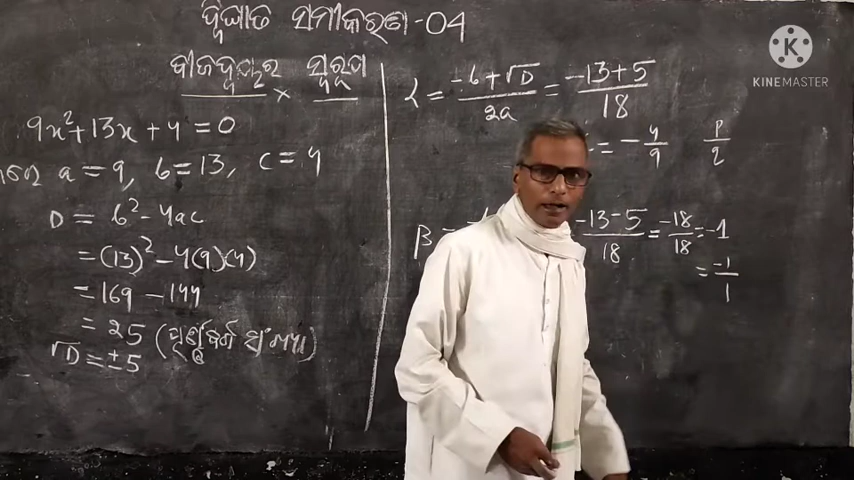 ଦ୍ୱିଘାତ ସମୀକରଣ-04
ବୀଜଦ୍ୱୟର ସ୍ୱରୂପ
×
9x² + 13x + 4 = 0
a = 9, b = 13, c = 4
D = b² - 4ac
= (13)² - 4(9)(4)
= 169 - 144
= 25 (ପୂର୍ଣ୍ଣବର୍ଗ ସଂଖ୍ୟା)
√D = ±5
α = -b + √D / 2a = -13 + 5 / 18
= -4/9 p/2
β = -13 - 5 / 18 = -18/18 = -1
= -1/1
K
KINEMASTER